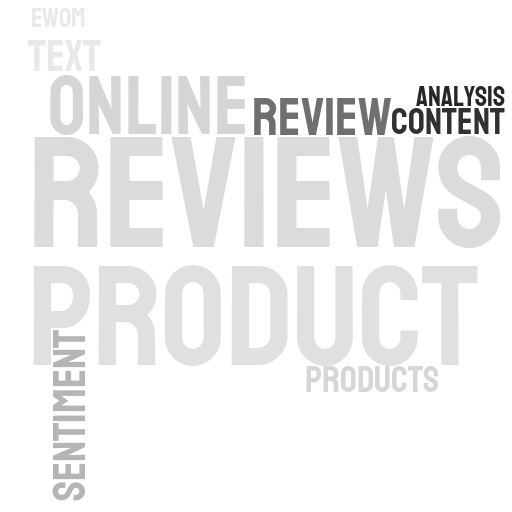 EWOM
TEXT
ONLINE REVIEW ANALYSIS
CONTENT
REVIEWS
PRODUCT
PRODUCTS
SENTIMENT